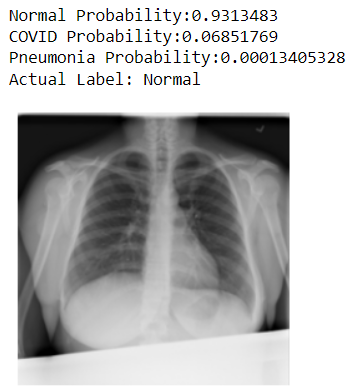 Normal Probability:0.9313483
COVID Probability:0.06851769
Pneumonia Probability:0.00013405328
Actual Label: Normal